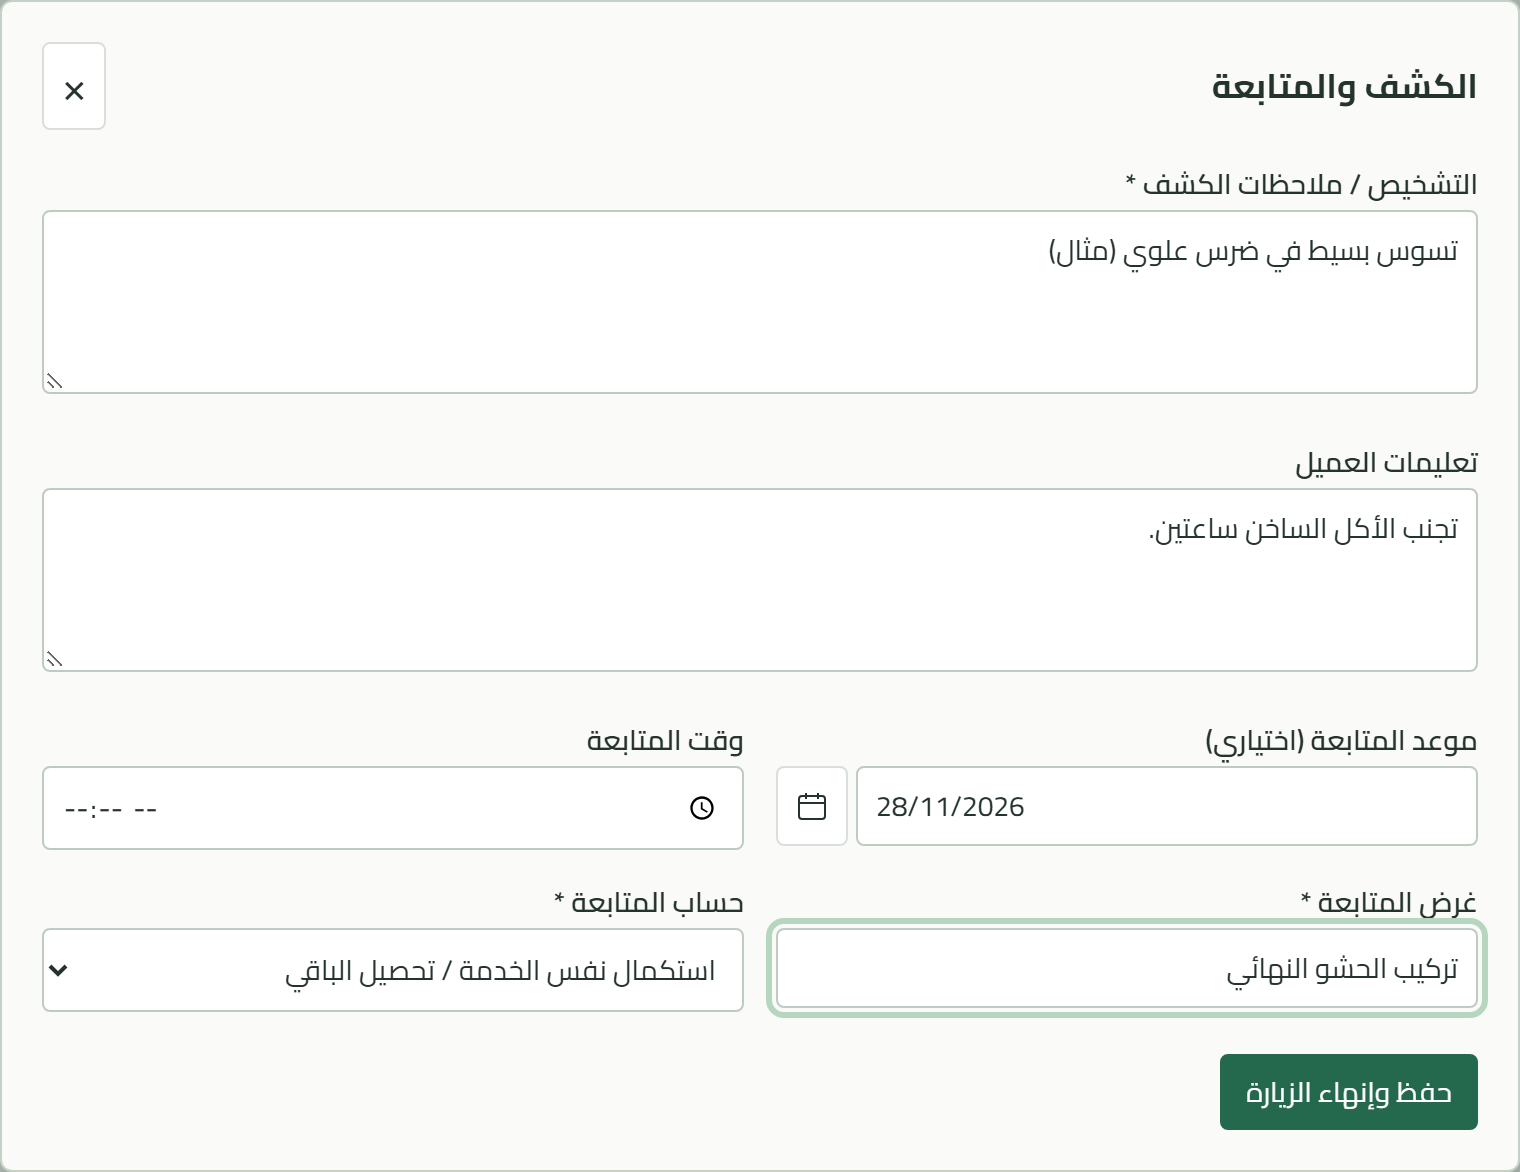 الكشف والمتابعة
التشخيص / ملاحظات الكشف *
تسوس بسيط في ضرس علوي (مثال)
تعليمات العميل
تجنب الأكل الساخن ساعتين.
موعد المتابعة (اختياري)
28/11/2026
وقت المتابعة
--:-- --
غرض المتابعة *
تركيب الحشو النهائي
حساب المتابعة *
استكمال نفس الخدمة / تحصيل الباقي
حفظ وإنهاء الزيارة